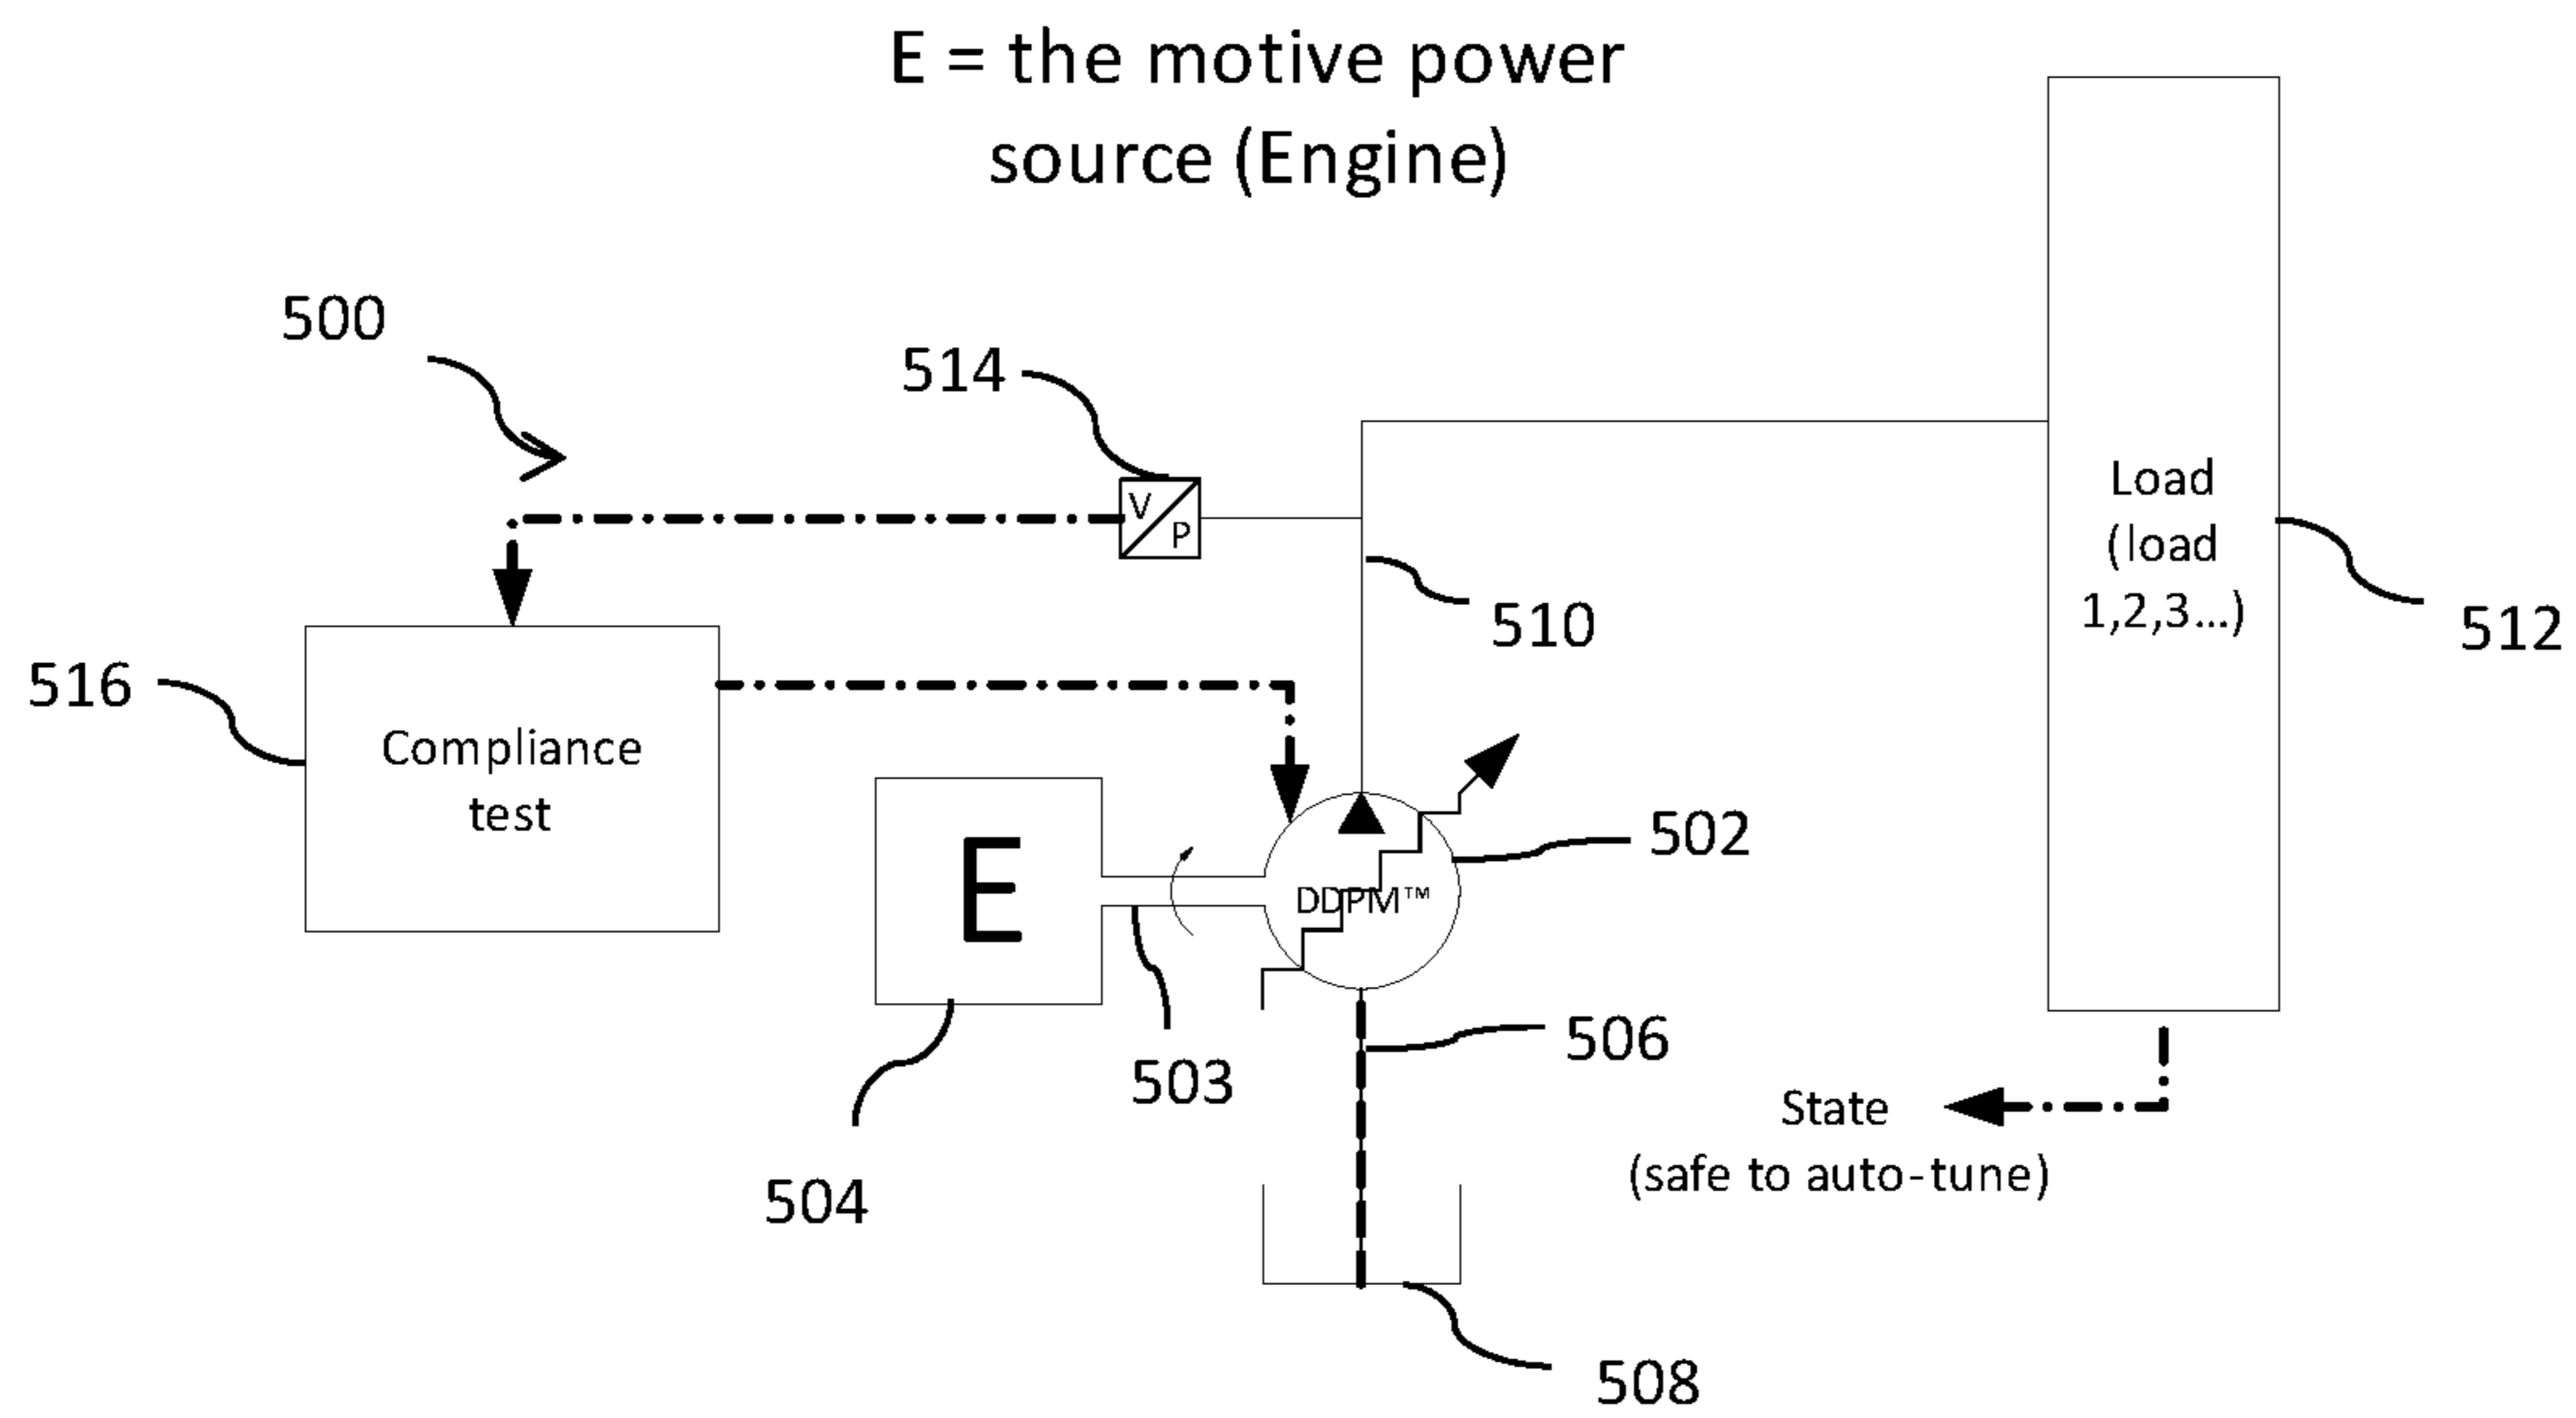 E = the motive power
source (Engine)
500
514
V
P
Load
(load
1,2,3...)
510
512
516
Compliance
test
E
DDPM™
502
503
506
504
State
(safe to auto-tune)
508